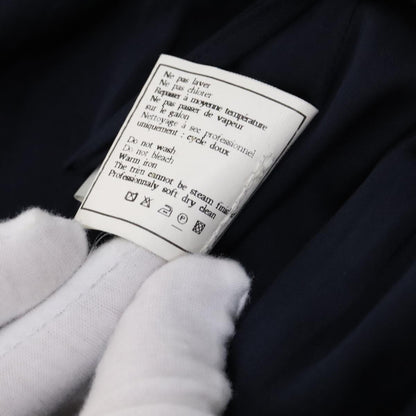 Ne pas laver
Ne pas chlorer
Repasser à moyenne température
Ne pas passer de vapeur
sur le galon
Nettoyage à sec professionnel
uniquement : cycle doux
Do not wash
Do not bleach
Warm iron
The trim cannot be steam finis
Professionnaly soft dry clean